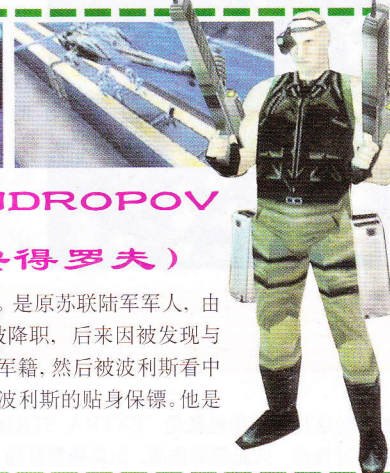 NDROPOV
得罗夫）
。是原苏联陆军军人，由
被降职，后来因被发现与
军籍，然后被波利斯看中
波利斯的贴身保镖。他是